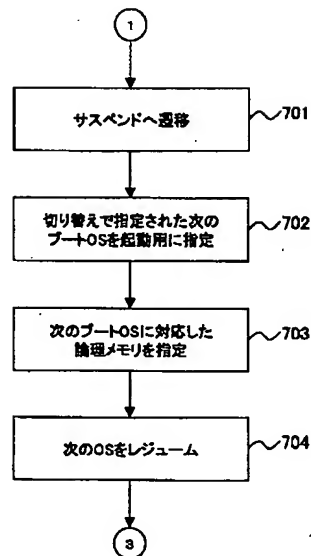 1
サスペンドへ遷移
701
切り替えで指定された次の
ブートOSを起動用に指定
702
次のブートOSに対応した
論理メモリを指定
703
次のOSをレジューム
704
3